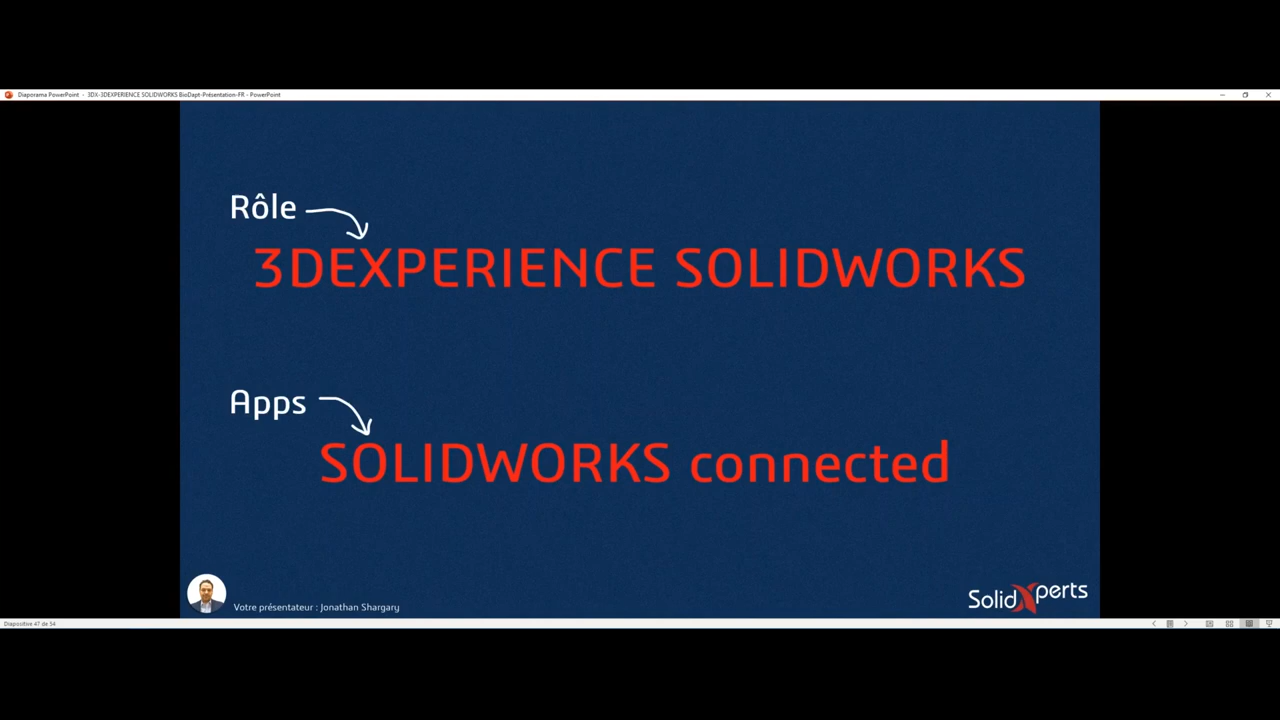 Diaporama PowerPoint - 3DX-3DEXPERIENCE SOLIDWORKS BioDapt-Présentation-FR - PowerPoint
Rôle
3DEXPERIENCE SOLIDWORKS
Apps
SOLIDWORKS connected
Votre présentateur : Jonathan Shargary
SolidXperts
Diapositive 47 de 54